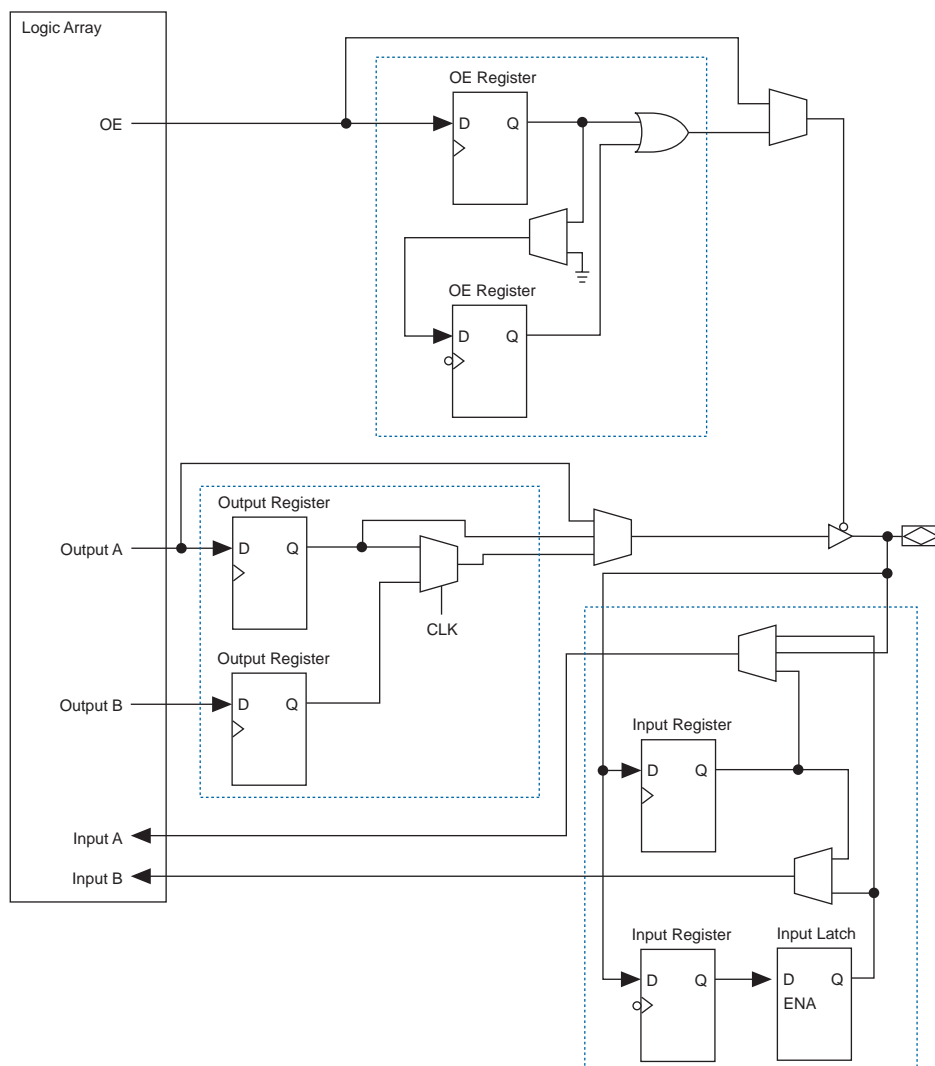 Logic Array
OE Register
OE
D Q
OE Register
D Q
Output Register
Output A
D Q
CLK
Output Register
Output B
D Q
Input Register
D Q
Input A
Input B
Input Register
Input Latch
D Q
D Q
ENA